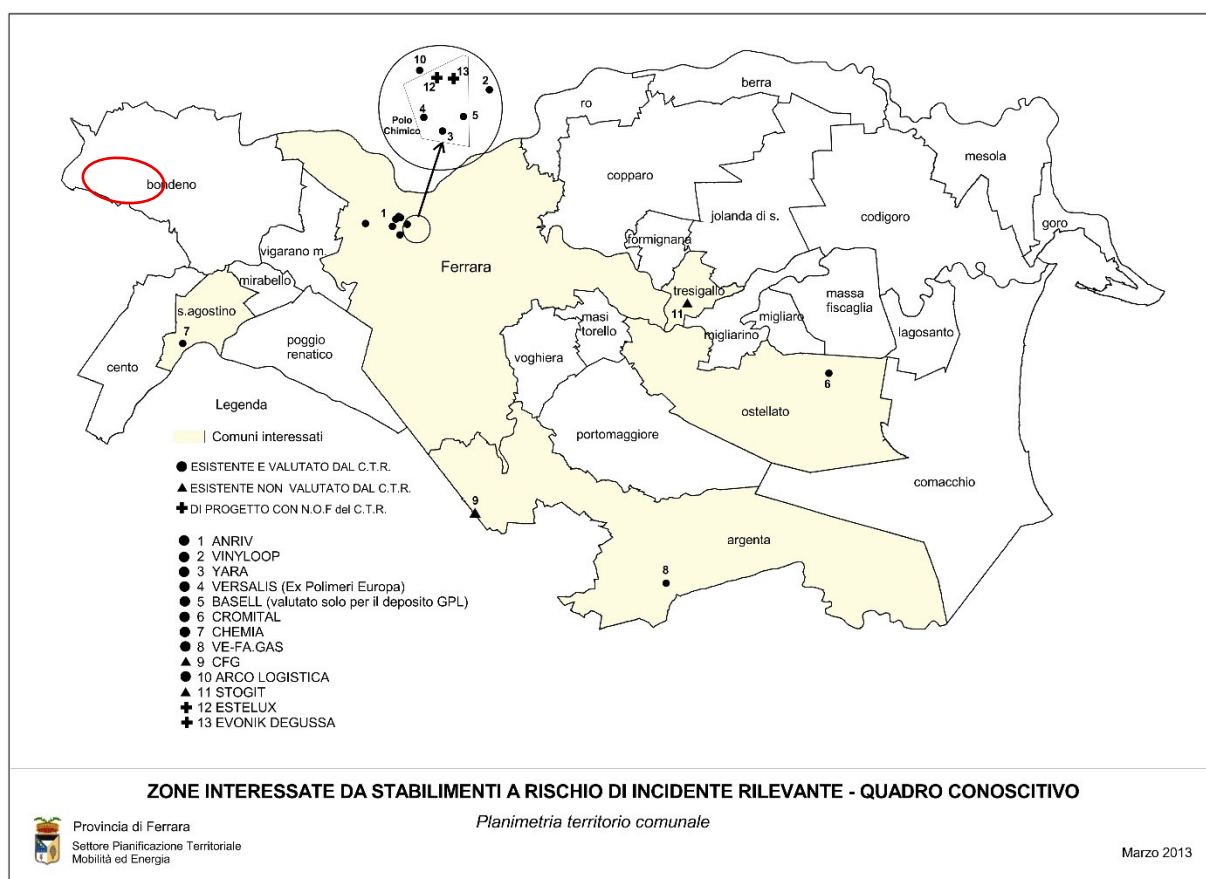 10
13
12
2
4
5
Polo
Chimico
3
berra
ro
mesola
bondeno
copparo
jolanda di s.
codigoro
goro
1
formignana
vigarano m.
Ferrara
mirabello
tresigallo
11
massa
fiscaglia
s.agostino
7
masi
torello
migliaro
migliarino
lagosanto
poggio
renatico
voghiera
cento
6
ostellato
portomaggiore
comacchio
9
argenta
8
Legenda
Comuni interessati
ESISTENTE E VALUTATO DAL C.T.R.
ESISTENTE NON VALUTATO DAL C.T.R.
DI PROGETTO CON N.O.F del C.T.R.
1 ANRIV
2 VINYLOOP
3 YARA
4 VERSALIS (Ex Polimeri Europa)
5 BASELL (valutato solo per il deposito GPL)
6 CROMITAL
7 CHEMIA
8 VE-FA.GAS
9 CFG
10 ARCO LOGISTICA
11 STOGIT
12 ESTELUX
13 EVONIK DEGUSSA
ZONE INTERESSATE DA STABILIMENTI A RISCHIO DI INCIDENTE RILEVANTE - QUADRO CONOSCITIVO
Planimetria territorio comunale
Provincia di Ferrara
Settore Pianificazione Territoriale
Mobilità ed Energia
Marzo 2013